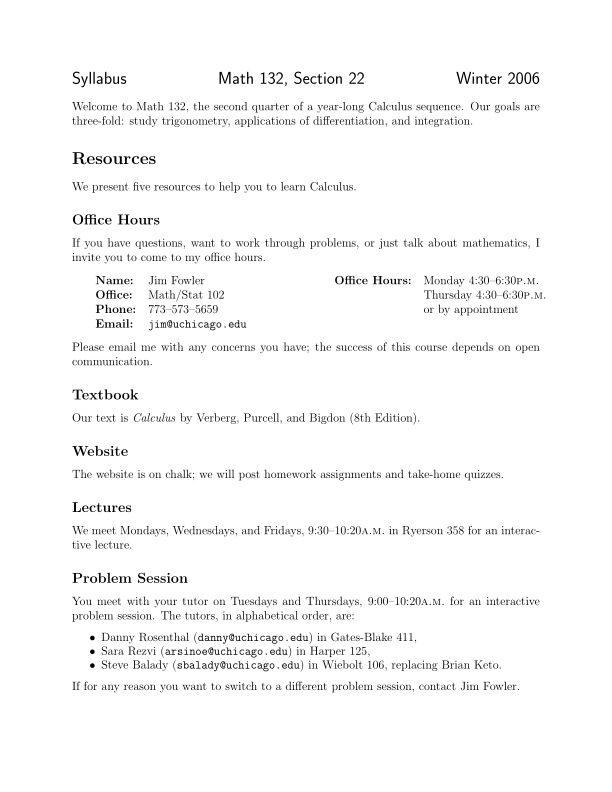 Syllabus Math 132, Section 22 Winter 2006
Welcome to Math 132, the second quarter of a year-long Calculus sequence. Our goals are
three-fold: study trigonometry, applications of differentiation, and integration.
Resources
We present five resources to help you to learn Calculus.
Office Hours
If you have questions, want to work through problems, or just talk about mathematics, I
invite you to come to my office hours.
Name: Jim Fowler Office Hours: Monday 4:30–6:30P.M.
Office: Math/Stat 102 Thursday 4:30–6:30P.M.
Phone: 773–573–5659 or by appointment
Email: jim@uchicago.edu
Please email me with any concerns you have; the success of this course depends on open
communication.
Textbook
Our text is Calculus by Verberg, Purcell, and Bigdon (8th Edition).
Website
The website is on chalk; we will post homework assignments and take-home quizzes.
Lectures
We meet Mondays, Wednesdays, and Fridays, 9:30–10:20A.M. in Ryerson 358 for an interac-
tive lecture.
Problem Session
You meet with your tutor on Tuesdays and Thursdays, 9:00–10:20A.M. for an interactive
problem session. The tutors, in alphabetical order, are:
• Danny Rosenthal (danny@uchicago.edu) in Gates-Blake 411,
• Sara Rezvi (arsinoe@uchicago.edu) in Harper 125,
• Steve Balady (sbalady@uchicago.edu) in Wiebolt 106, replacing Brian Keto.
If for any reason you want to switch to a different problem session, contact Jim Fowler.